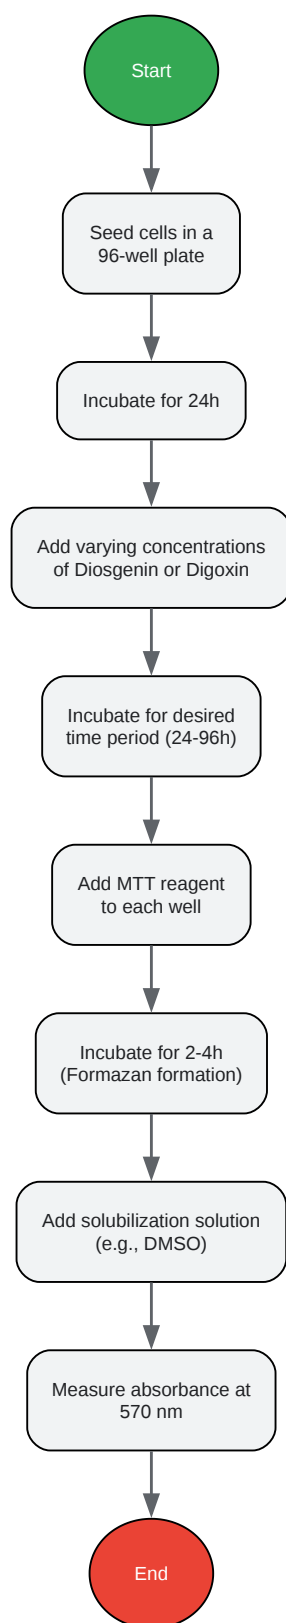 Start
Seed cells in a
96-well plate
Incubate for 24h
Add varying concentrations
of Diosgenin or Digoxin
Incubate for desired
time period (24-96h)
Add MTT reagent
to each well
Incubate for 2-4h
(Formazan formation)
Add solubilization solution
(e.g., DMSO)
Measure absorbance at
570 nm
End